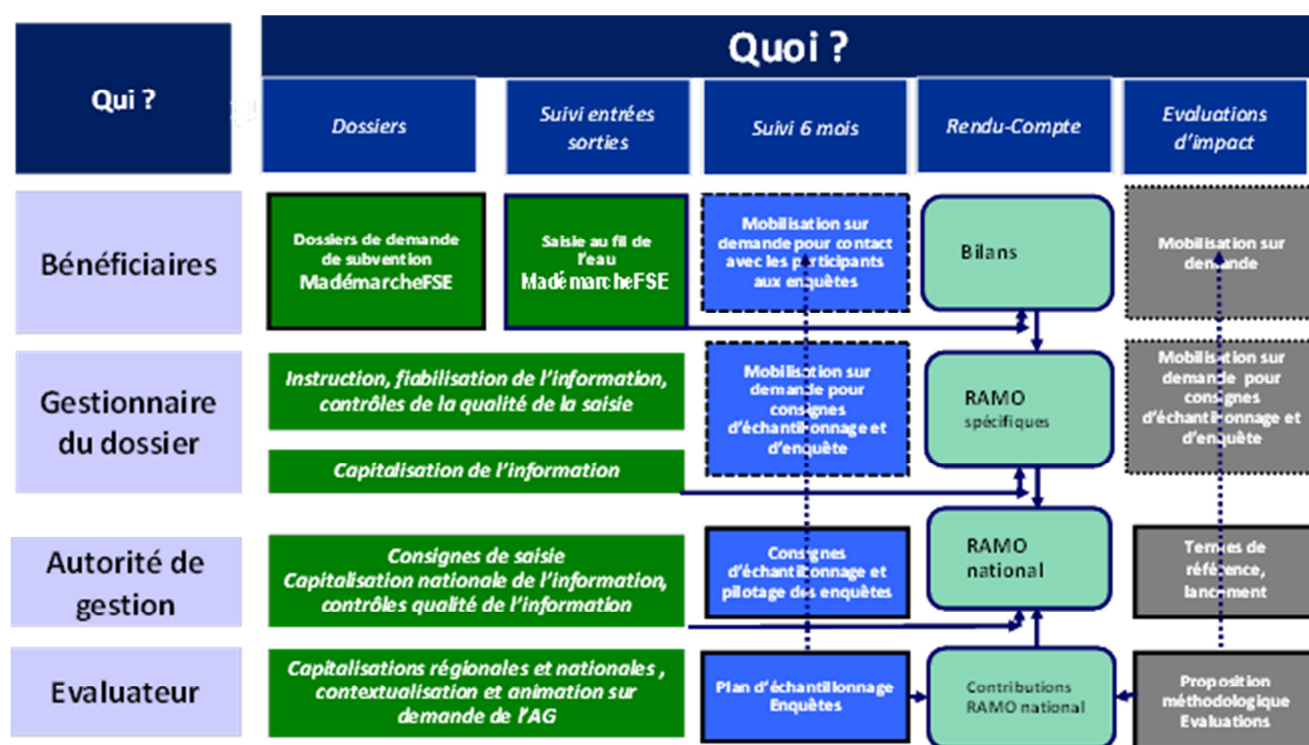 Quoi ?
Qui ?
Dossiers
Suivi entrées
sorties
Suivi 6 mois
Rendu-Compte
Evaluations
d'impact
Bénéficiaires
Dossiers de demande
de subvention
MadémarcheFSE
Saisie au fil de
l'eau
MadémarcheFSE
Mobilisation sur
demande pour contact
avec les participants
aux enquêtes
Bilans
Mobilisation sur
demande
Gestionnaire
du dossier
Instruction, fiabilisation de l'information,
contrôles de la qualité de la saisie
Capitalisation de l'information
Mobilisation sur
demande pour
consignes
d'échantillonnage et
d'enquête
RAMO
spécifiques
Mobilisation sur
demande pour
consignes
d'échantillonnage et
d'enquête
Autorité de
gestion
Consignes de saisie
Capitalisation nationale de l'information,
contrôles qualité de l'information
Consignes
d'échantillonnage et
pilotage des enquêtes
RAMO
national
Termes de
référence,
lancement
Evaluateur
Capitalisations régionales et nationales ,
contextualisation et animation sur
demande de l'AG
Plan d'échantillonnage
Enquêtes
Contributions
RAMO national
Proposition
méthodologique
Evaluations